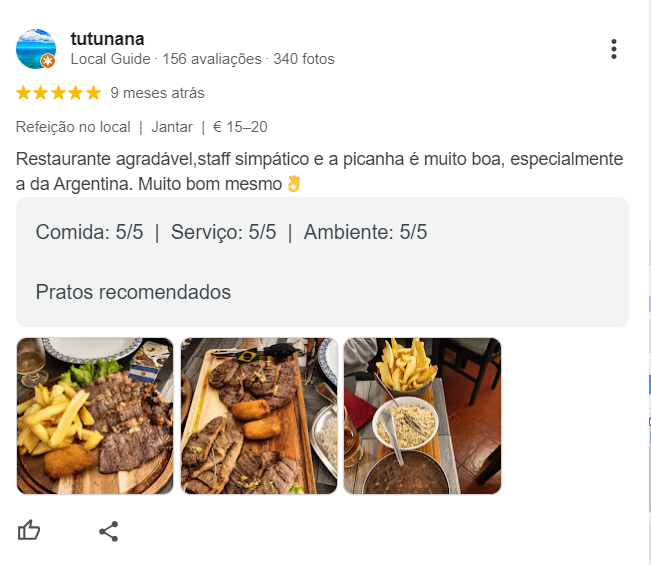 tutunana
Local Guide · 156 avaliações · 340 fotos
9 meses atrás
Refeição no local | Jantar | € 15–20
Restaurante agradável,staff simpático e a picanha é muito boa, especialmente
a da Argentina. Muito bom mesmo👌
Comida: 5/5 | Serviço: 5/5 | Ambiente: 5/5
Pratos recomendados